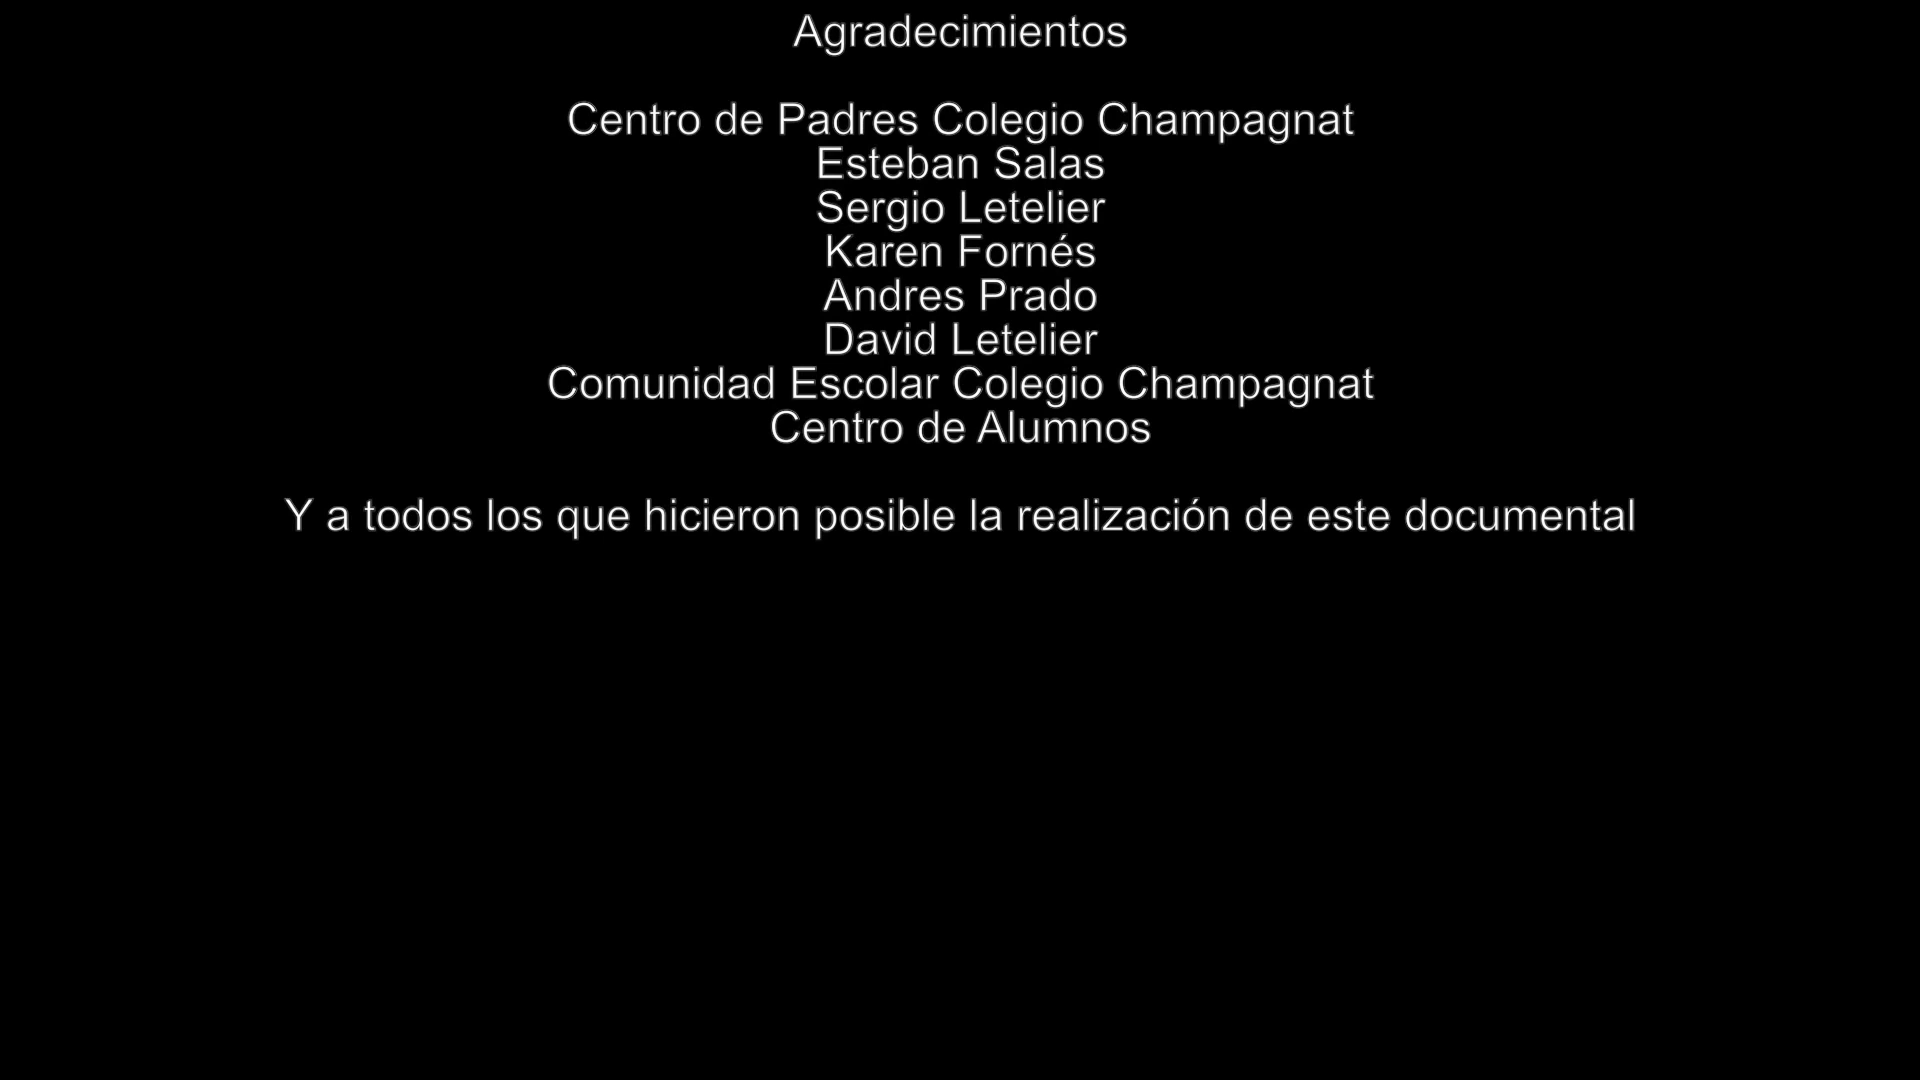 Agradecimientos
Centro de Padres Colegio Champagnat
Esteban Salas
Sergio Letelier
Karen Fornés
Andres Prado
David Letelier
Comunidad Escolar Colegio Champagnat
Centro de Alumnos
Y a todos los que hicieron posible la realización de este documental